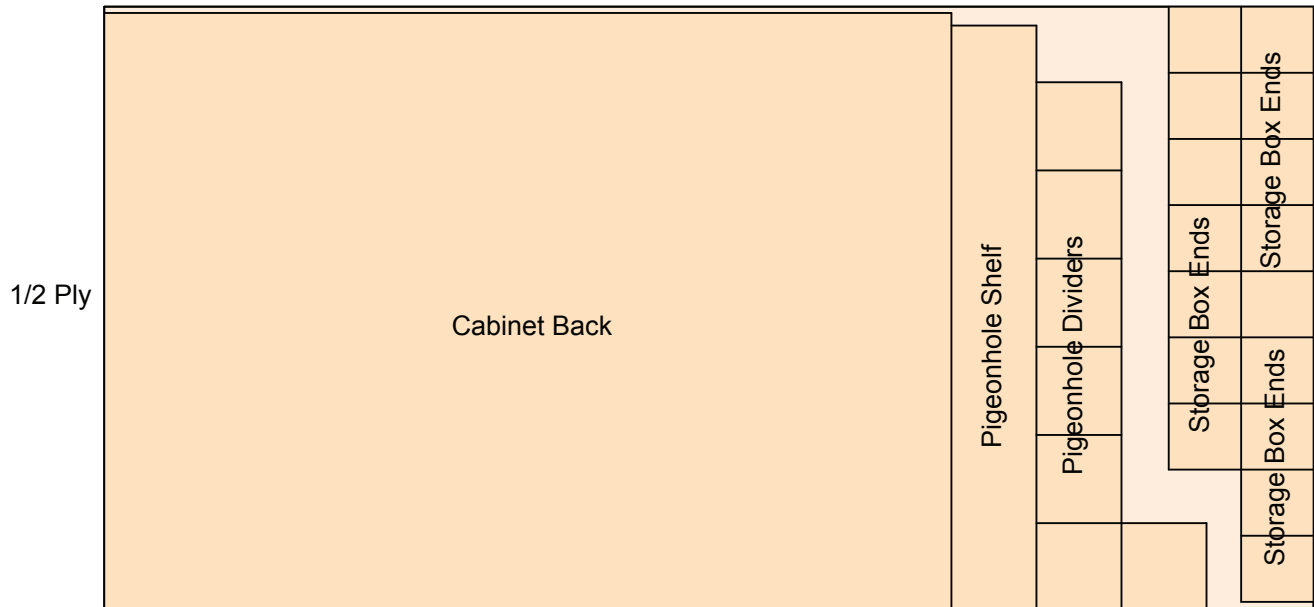 1/2 Ply
Cabinet Back
Pigeonhole Shelf
Pigeonhole Dividers
Storage Box Ends
Storage Box Ends
Storage Box Ends